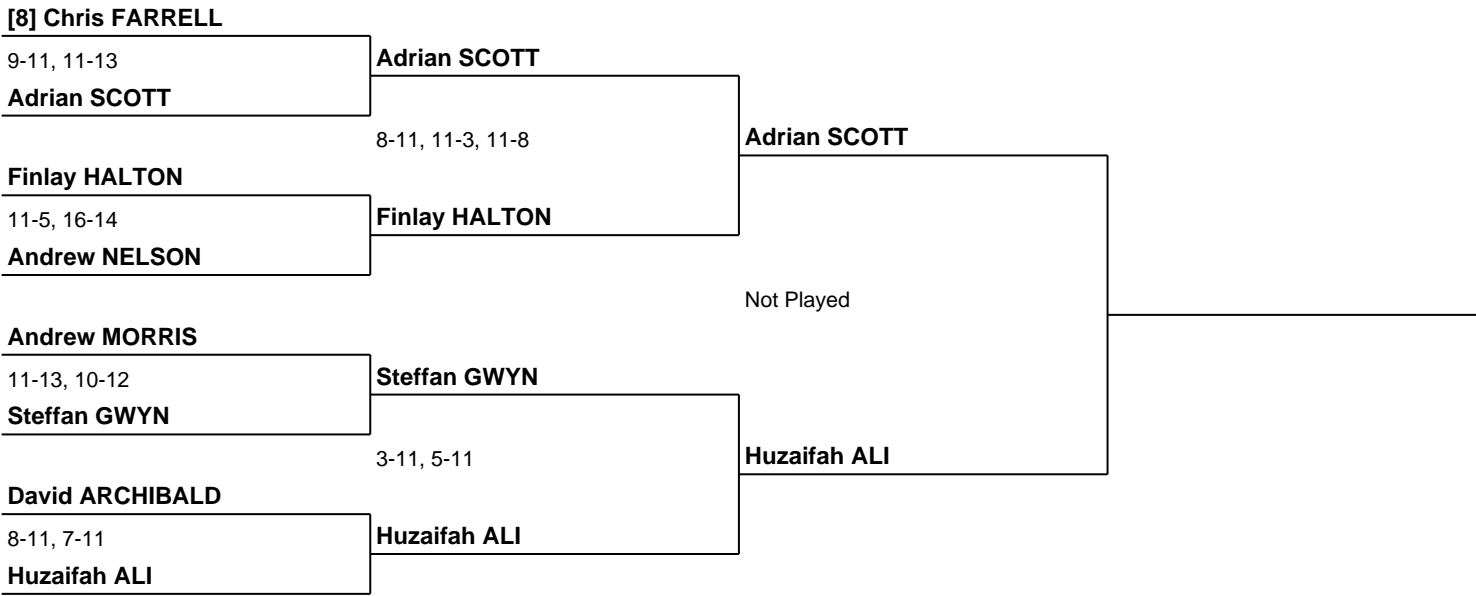 [8] Chris FARRELL
9-11, 11-13
Adrian SCOTT
Adrian SCOTT
8-11, 11-3, 11-8
Adrian SCOTT
Finlay HALTON
11-5, 16-14
Finlay HALTON
Andrew NELSON
Not Played
Andrew MORRIS
11-13, 10-12
Steffan GWYN
Steffan GWYN
3-11, 5-11
Huzaifah ALI
David ARCHIBALD
8-11, 7-11
Huzaifah ALI
Huzaifah ALI